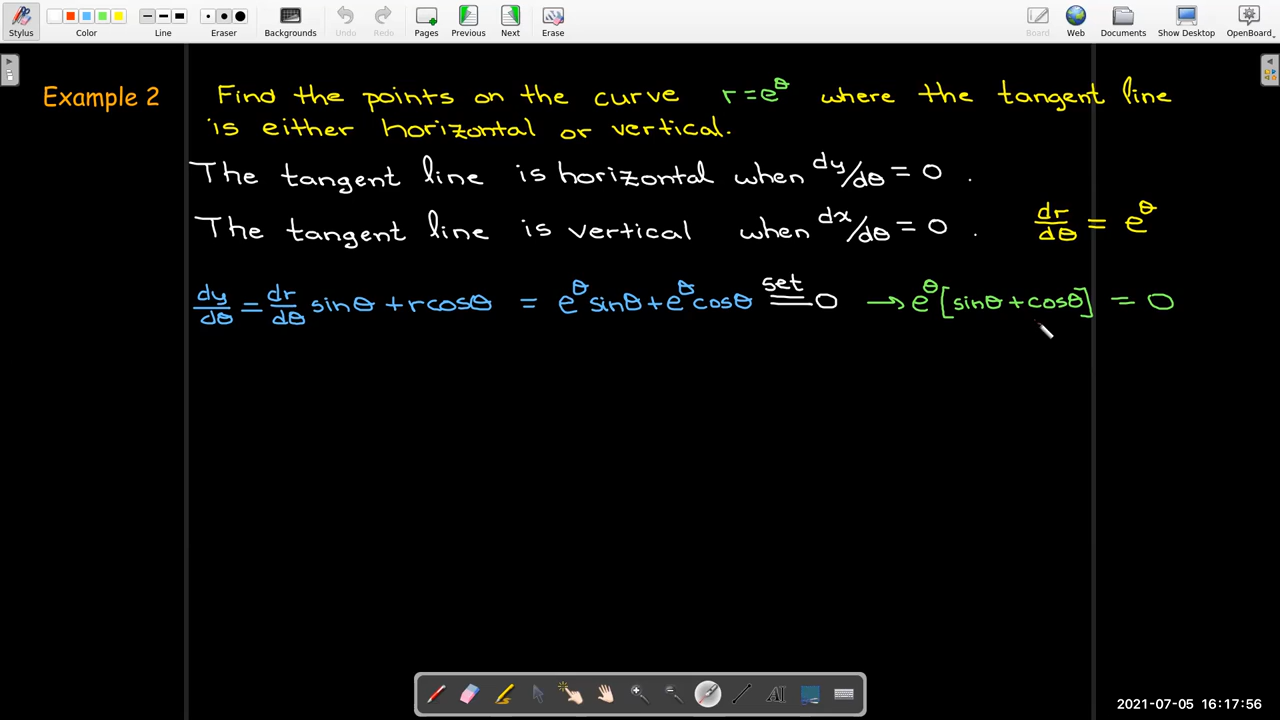 Stylus Color Line Eraser Backgrounds Undo Redo Pages Previous Next Erase Board Web Documents Show Desktop OpenBoard
Example 2 Find the points on the curve r = e^θ where the tangent line
is either horizontal or vertical.
The tangent line is horizontal when dy/dθ = 0 .
The tangent line is vertical when dx/dθ = 0 . dr/dθ = e^θ
dy/dθ = dr/dθ sinθ + r cosθ = e^θ sinθ + e^θ cosθ set = 0 → e^θ [sinθ + cosθ] = 0
AI
2021-07-05 16:17:56